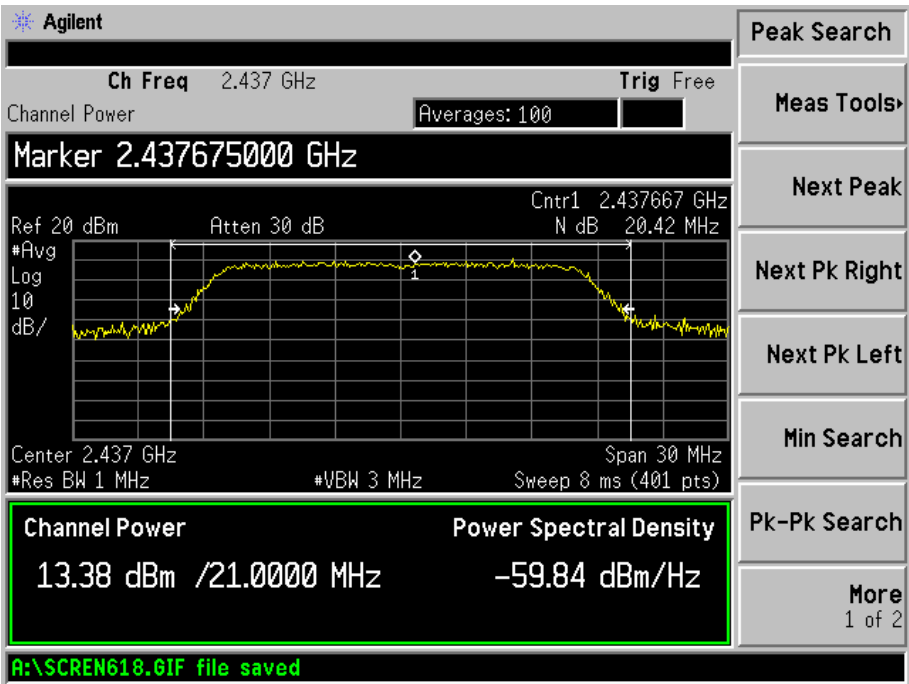 Agilent
Peak Search
Ch Freq 2.437 GHz Trig Free
Channel Power Averages: 100
Meas Tools
Marker 2.437675000 GHz
Next Peak
Cntr1 2.437667 GHz
Ref 20 dBm Atten 30 dB N dB 20.42 MHz
#Avg
Log
10
dB/
1
Next Pk Right
Next Pk Left
Min Search
Center 2.437 GHz Span 30 MHz
#Res BW 1 MHz #VBW 3 MHz Sweep 8 ms (401 pts)
Channel Power Power Spectral Density
13.38 dBm /21.0000 MHz -59.84 dBm/Hz
Pk-Pk Search
More
1 of 2
A:\SCREN618.GIF file saved